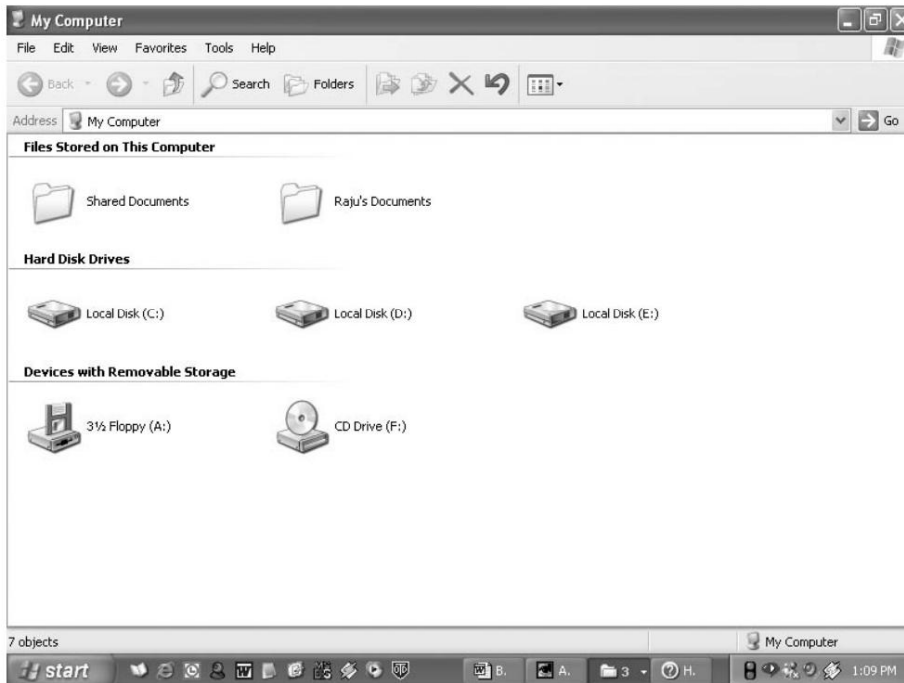 My Computer
File Edit View Favorites Tools Help
Back Search Folders
Address My Computer Go
Files Stored on This Computer
Shared Documents Raju's Documents
Hard Disk Drives
Local Disk (C:) Local Disk (D:) Local Disk (E:)
Devices with Removable Storage
3½ Floppy (A:) CD Drive (F:)
7 objects My Computer
start W B. A. 3 H. 1:09 PM